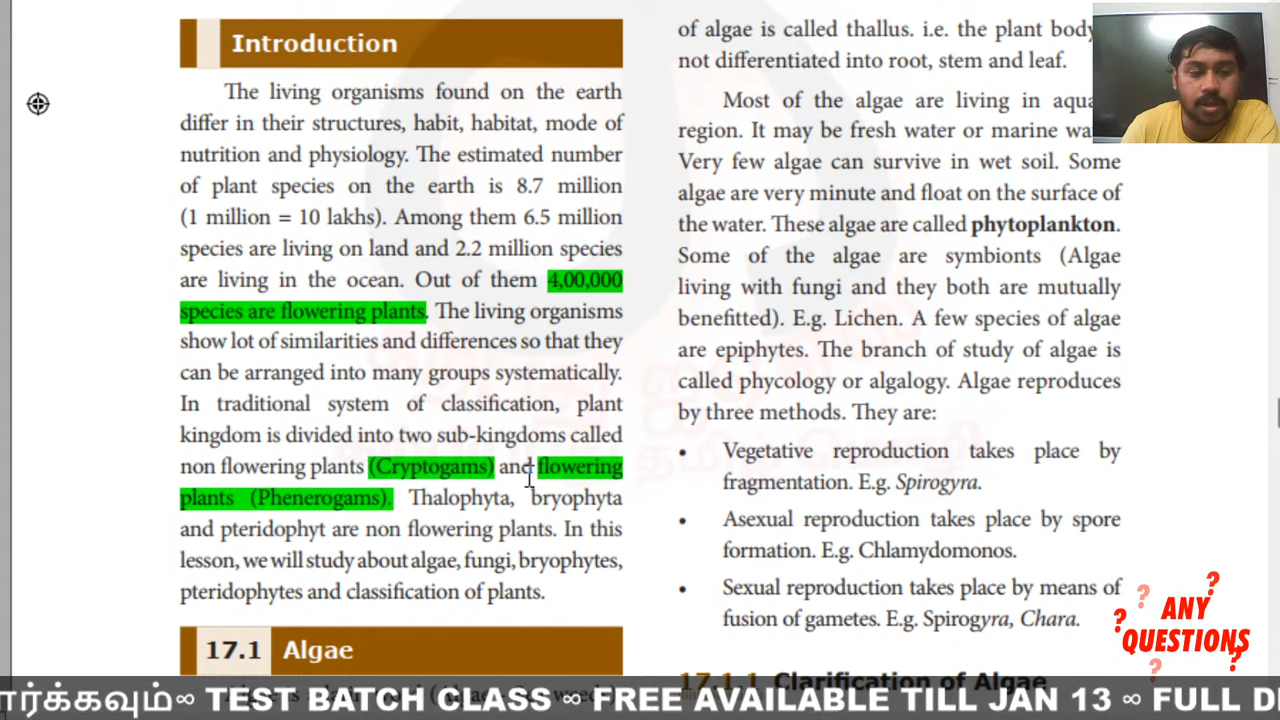 Introduction
The living organisms found on the earth
differ in their structures, habit, habitat, mode of
nutrition and physiology. The estimated number
of plant species on the earth is 8.7 million
(1 million = 10 lakhs). Among them 6.5 million
species are living on land and 2.2 million species
are living in the ocean. Out of them 4,00,000
species are flowering plants. The living organisms
show lot of similarities and differences so that they
can be arranged into many groups systematically.
In traditional system of classification, plant
kingdom is divided into two sub-kingdoms called
non flowering plants (Cryptogams) and flowering
plants (Phenerogams). Thalophyta, bryophyta
and pteridophyt are non flowering plants. In this
lesson, we will study about algae, fungi, bryophytes,
pteridophytes and classification of plants.
17.1 Algae
of algae is called thallus. i.e. the plant body
not differentiated into root, stem and leaf.
Most of the algae are living in
region. It may be fresh water or marine
Very few algae can survive in wet soil. Some
algae are very minute and float on the surface of
the water. These algae are called phytoplankton.
Some of the algae are symbionts (Algae
living with fungi and they both are mutually
benefitted). E.g. Lichen. A few species of algae
are epiphytes. The branch of study of algae is
called phycology or algalogy. Algae reproduces
by three methods. They are:
• Vegetative reproduction takes place by
fragmentation. E.g. Spirogyra.
• Asexual reproduction takes place by spore
formation. E.g. Chlamydomonos.
• Sexual reproduction takes place by means of
fusion of gametes. E.g. Spirogyra, Chara.
17.1.1 Clarification of Algae
? ANY
QUESTIONS
ார்க்கவும்∞ TEST BATCH CLASS ∞ FREE AVAILABLE TILL JAN 13 ∞ FULL